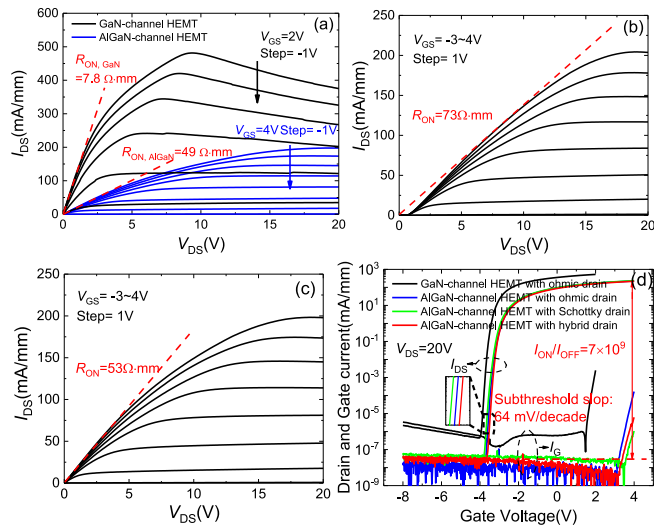 (a)
GaN-channel HEMT
AlGaN-channel HEMT
V_GS=2V
Step= -1V
R_ON, GaN
=7.8 Ω·mm
V_GS=4V Step= -1V
R_ON, AlGaN=49 Ω·mm
I_DS(mA/mm)
600
500
400
300
200
100
0
0 5 10 15 20
V_DS(V)
(b)
V_GS= -3~4V
Step: 1V
R_ON=73Ω·mm
I_DS(mA/mm)
250
200
150
100
50
0
0 5 10 15 20
V_DS(V)
(c)
V_GS= -3~4V
Step= 1V
R_ON=53Ω·mm
I_DS(mA/mm)
250
200
150
100
50
0
0 5 10 15 20
V_DS(V)
(d)
GaN-channel HEMT with ohmic drain
AlGaN-channel HEMT with ohmic drain
AlGaN-channel HEMT with Schottky drain
AlGaN-channel HEMT with hybrid drain
V_DS=20V
I_DS
I_ON/I_OFF=7×10⁹
Subthreshold slop:
64 mV/decade
I_G
Drain and Gate current(mA/mm)
10³
10¹
10⁻¹
10⁻²
10⁻³
10⁻⁵
10⁻⁶
10⁻⁷
10⁻⁹
-8 -6 -4 -2 0 2 4
Gate Voltage(V)